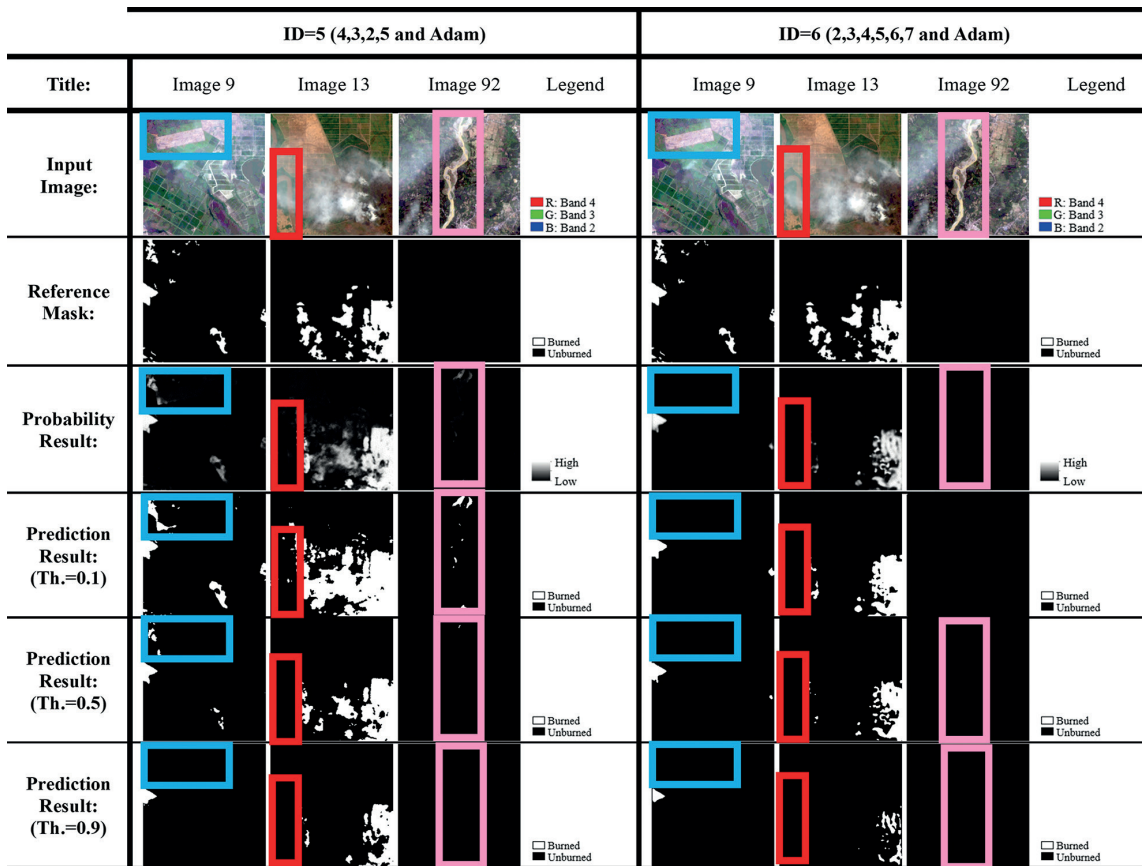 ID=5 (4,3,2,5 and Adam)
ID=6 (2,3,4,5,6,7 and Adam)
Title:
Image 9
Image 13
Image 92
Legend
Image 9
Image 13
Image 92
Legend
Input
Image:
R: Band 4
G: Band 3
B: Band 2
R: Band 4
G: Band 3
B: Band 2
Reference
Mask:
Burned
Unburned
Burned
Unburned
Probability
Result:
High
Low
High
Low
Prediction
Result:
(Th.=0.1)
Burned
Unburned
Burned
Unburned
Prediction
Result:
(Th.=0.5)
Burned
Unburned
Burned
Unburned
Prediction
Result:
(Th.=0.9)
Burned
Unburned
Burned
Unburned